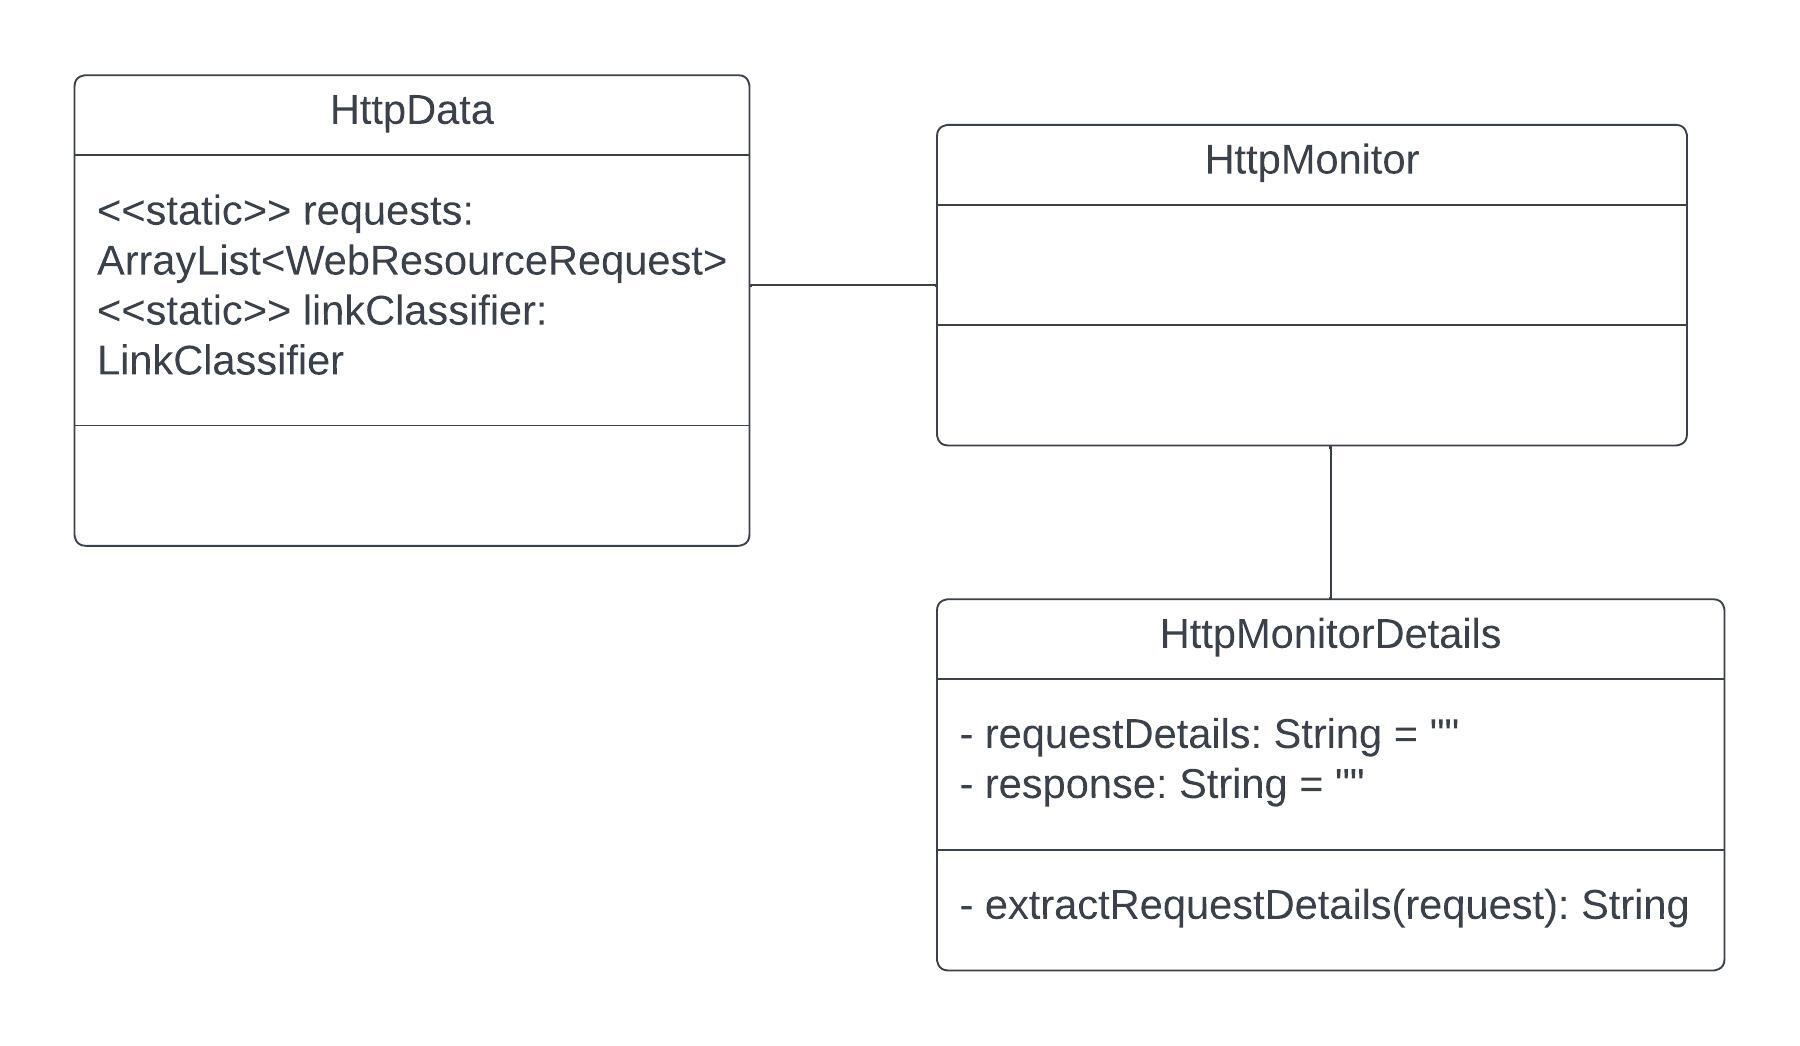 HttpData
<<static>> requests:
ArrayList<WebResourceRequest>
<<static>> linkClassifier:
LinkClassifier
HttpMonitor
HttpMonitorDetails
- requestDetails: String = ""
- response: String = ""
- extractRequestDetails(request): String